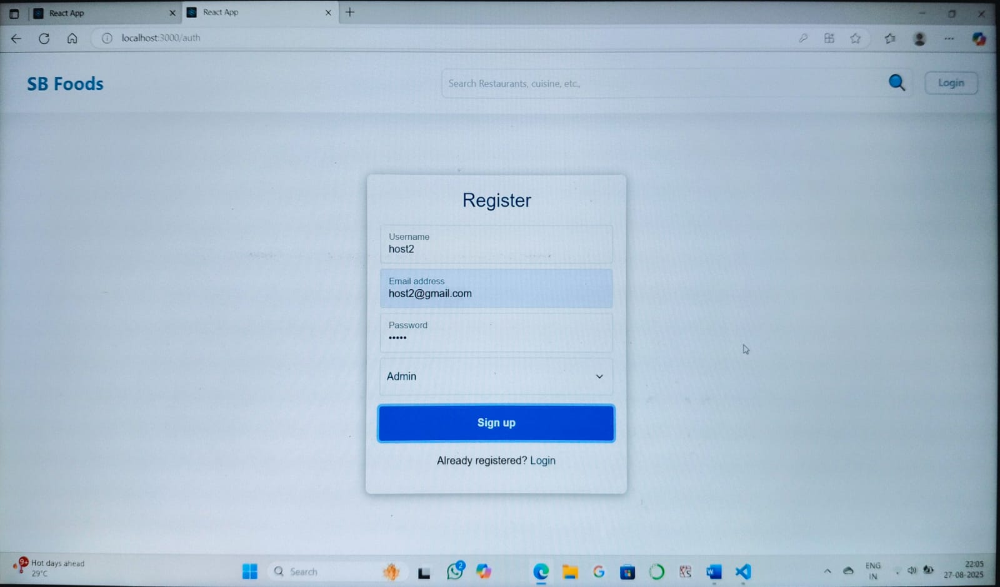 React App
React App
localhost:3000/auth
SB Foods
Search Restaurants, cuisine, etc.,
Login
Register
Username
host2
Email address
host2@gmail.com
Password
•••••
Admin
Sign up
Already registered? Login
9+
Hot days ahead
29°C
Search
2
ENG
IN
22:05
27-08-2025